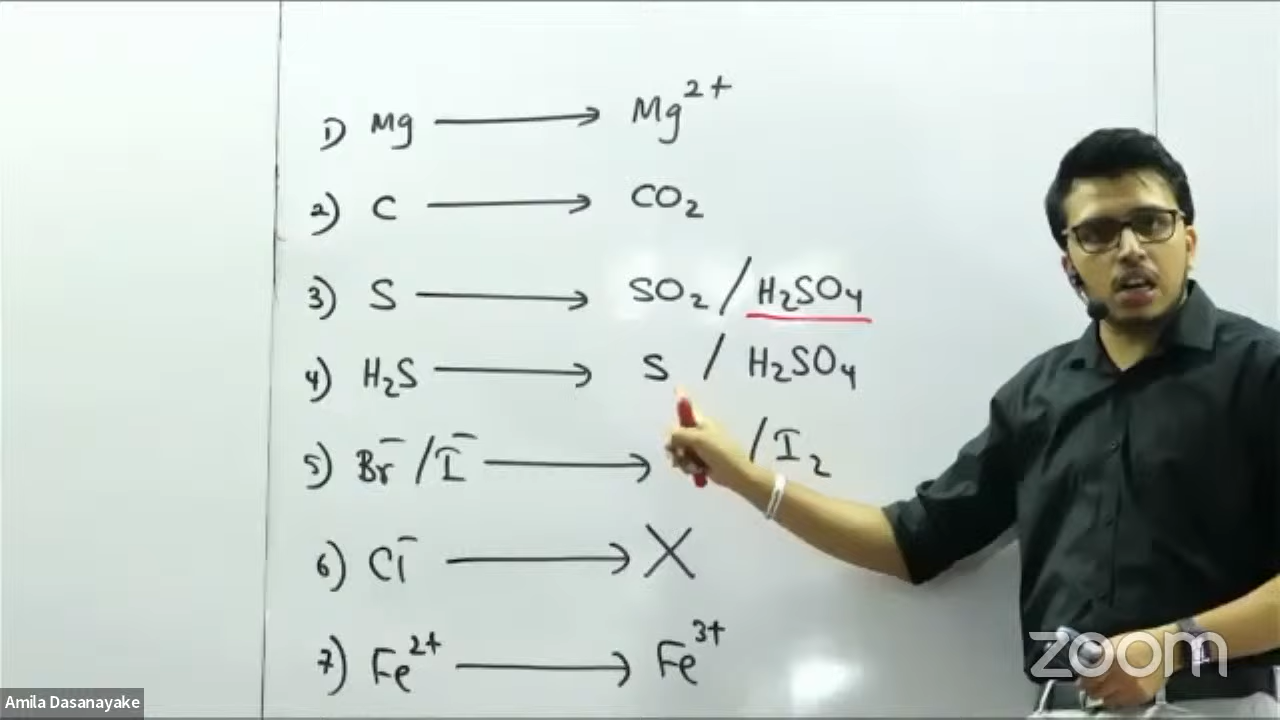 1) Mg ⟶ Mg²⁺
2) C ⟶ CO₂
3) S ⟶ SO₂ / H₂SO₄
4) H₂S ⟶ S / H₂SO₄
5) Br⁻ / I⁻ ⟶ / I₂
6) Cl⁻ ⟶ X
7) Fe²⁺ ⟶ Fe³⁺
zoom
Amila Dasanayake